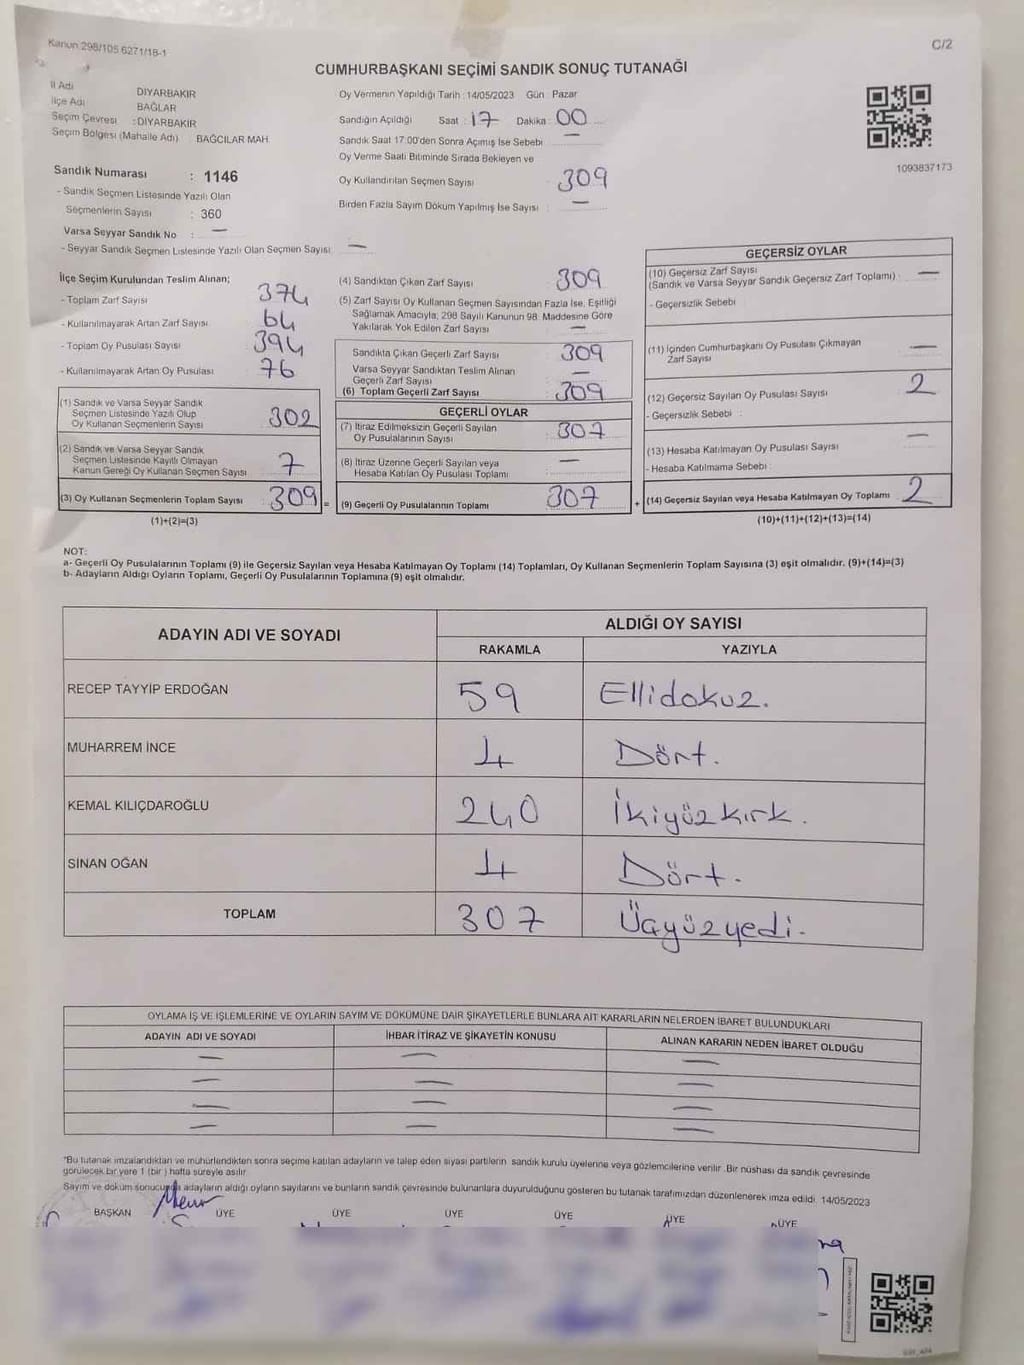 Kanun 298/105 6271/18-1
C/2
CUMHURBAŞKANI SEÇİMİ SANDIK SONUÇ TUTANAĞI
İl Adı DİYARBAKIR
İlçe Adı BAĞLAR
Seçim Çevresi : DİYARBAKIR
Seçim Bölgesi (Mahalle Adı) BAĞCILAR MAH.
Sandık Numarası : 1146
- Sandık Seçmen Listesinde Yazılı Olan
Seçmenlerin Sayısı : 360
Varsa Seyyar Sandık No : —
- Seyyar Sandık Seçmen Listesinde Yazılı Olan Seçmen Sayısı: —
Oy Vermenin Yapıldığı Tarih : 14/05/2023 Gün : Pazar
Sandığın Açıldığı Saat : 17 Dakika : 00
Sandık Saat 17:00'den Sonra Açılmış İse Sebebi —
Oy Verme Saati Bitiminde Sırada Bekleyen ve
Oy Kullandırılan Seçmen Sayısı 309
Birden Fazla Sayım Döküm Yapılmış İse Sayısı : —
1093837173
İlçe Seçim Kurulundan Teslim Alınan;
- Toplam Zarf Sayısı 374
- Kullanılmayarak Artan Zarf Sayısı 64
- Toplam Oy Pusulası Sayısı 394
- Kullanılmayarak Artan Oy Pusulası 76
(1) Sandık ve Varsa Seyyar Sandık
Seçmen Listesinde Yazılı Olup
Oy Kullanan Seçmenlerin Sayısı 302
(2) Sandık ve Varsa Seyyar Sandık
Seçmen Listesinde Kayıtlı Olmayan
Kanun Gereği Oy Kullanan Seçmen Sayısı 7
(3) Oy Kullanan Seçmenlerin Toplam Sayısı 309 =
(1)+(2)=(3)
(4) Sandıktan Çıkan Zarf Sayısı 309
(5) Zarf Sayısı Oy Kullanan Seçmen Sayısından Fazla İse, Eşitliği
Sağlamak Amacıyla; 298 Sayılı Kanunun 98. Maddesine Göre
Yakılarak Yok Edilen Zarf Sayısı —
Sandıkta Çıkan Geçerli Zarf Sayısı 309
Varsa Seyyar Sandıktan Teslim Alınan
Geçerli Zarf Sayısı —
(6) Toplam Geçerli Zarf Sayısı 309
GEÇERLİ OYLAR
(7) İtiraz Edilmeksizin Geçerli Sayılan
Oy Pusulalarının Sayısı 307
(8) İtiraz Üzerine Geçerli Sayılan veya
Hesaba Katılan Oy Pusulası Toplamı —
(9) Geçerli Oy Pusulalarının Toplamı 307 +
GEÇERSİZ OYLAR
(10) Geçersiz Zarf Sayısı
(Sandık ve Varsa Seyyar Sandık Geçersiz Zarf Toplamı) : —
- Geçersizlik Sebebi :
(11) İçinden Cumhurbaşkanı Oy Pusulası Çıkmayan
Zarf Sayısı —
(12) Geçersiz Sayılan Oy Pusulası Sayısı 2
- Geçersizlik Sebebi :
(13) Hesaba Katılmayan Oy Pusulası Sayısı —
- Hesaba Katılmama Sebebi :
(14) Geçersiz Sayılan veya Hesaba Katılmayan Oy Toplamı 2
(10)+(11)+(12)+(13)=(14)
NOT:
a- Geçerli Oy Pusulalarının Toplamı (9) ile Geçersiz Sayılan veya Hesaba Katılmayan Oy Toplamı (14) Toplamları, Oy Kullanan Seçmenlerin Toplam Sayısına (3) eşit olmalıdır. (9)+(14)=(3)
b- Adayların Aldığı Oyların Toplamı, Geçerli Oy Pusulalarının Toplamına (9) eşit olmalıdır.
ADAYIN ADI VE SOYADI ALDIĞI OY SAYISI
RAKAMLA YAZIYLA
RECEP TAYYİP ERDOĞAN 59 Ellidokuz.
MUHARREM İNCE 4 Dört.
KEMAL KILIÇDAROĞLU 240 İkiyüzkırk.
SİNAN OĞAN 4 Dört.
TOPLAM 307 Üçyüzyedi.
OYLAMA İŞ VE İŞLEMLERİNE VE OYLARIN SAYIM VE DÖKÜMÜNE DAİR ŞİKAYETLERLE BUNLARA AİT KARARLARIN NELERDEN İBARET BULUNDUKLARI
ADAYIN ADI VE SOYADI İHBAR İTİRAZ VE ŞİKAYETİN KONUSU ALINAN KARARIN NEDEN İBARET OLDUĞU
— — —
— — —
— — —
— — —
"Bu tutanak imzalandıktan ve mühürlendikten sonra seçime katılan adayların ve talep eden siyasi partilerin sandık kurulu üyelerine veya gözlemcilerine verilir. Bir nüshası da sandık çevresinde
görülecek bir yere 1 (bir) hafta süreyle asılır.
Sayım ve döküm sonucunda adayların aldığı oyların sayılarını ve bunların sandık çevresinde bulunanlara duyurulduğunu gösteren bu tutanak tarafımızdan düzenlenerek imza edildi. 14/05/2023
BAŞKAN ÜYE ÜYE ÜYE ÜYE ÜYE ÜYE